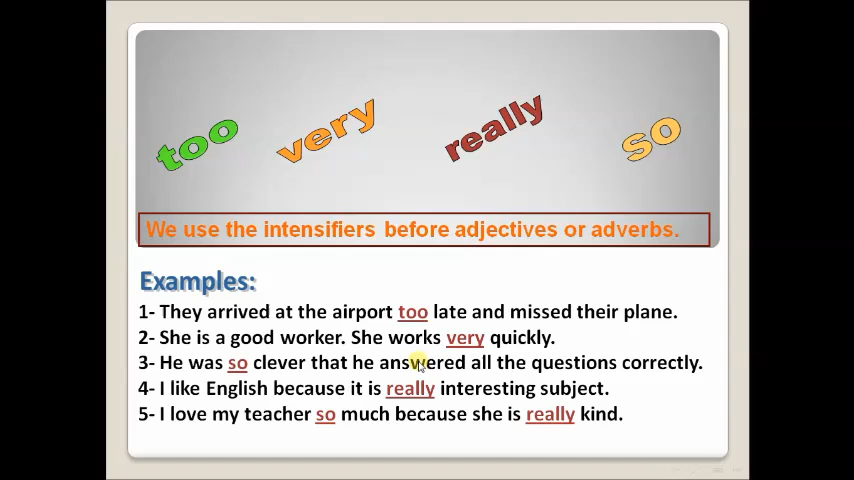 too very really so
We use the intensifiers before adjectives or adverbs.
Examples:
1- They arrived at the airport too late and missed their plane.
2- She is a good worker. She works very quickly.
3- He was so clever that he answered all the questions correctly.
4- I like English because it is really interesting subject.
5- I love my teacher so much because she is really kind.